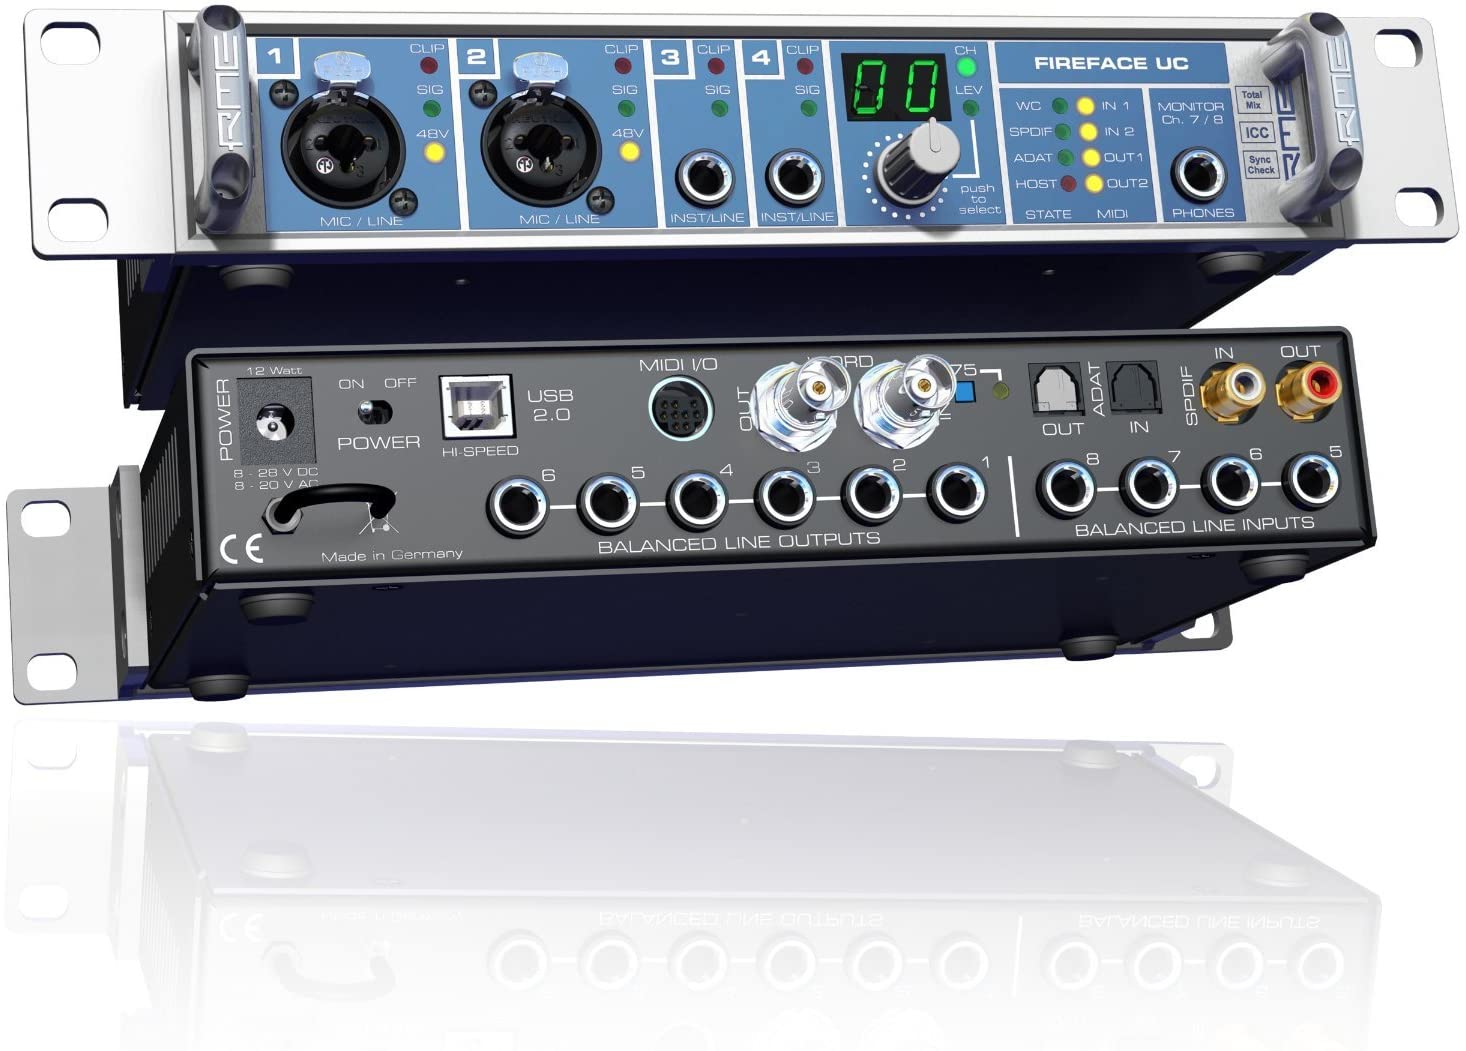 RME
1
CLIP
SIG
48V
MIC / LINE
2
CLIP
SIG
48V
MIC / LINE
3
CLIP
SIG
INST/LINE
4
CLIP
SIG
INST/LINE
00
CH
LEV
push
to
select
FIREFACE UC
WC
IN 1
SPDIF
IN 2
ADAT
OUT1
HOST
OUT2
STATE
MIDI
MONITOR
Ch. 7 / 8
PHONES
Total
Mix
ICC
Sync
Check
RME
RME
POWER
12 Watt
8 - 28 V DC
8 - 20 V AC
ON OFF
POWER
USB
2.0
HI-SPEED
MIDI I/O
OUT
75
OUT
ADAT
IN
SPDIF
IN
OUT
6
5
4
3
2
1
BALANCED LINE OUTPUTS
8
7
6
5
BALANCED LINE INPUTS
CE
Made in Germany